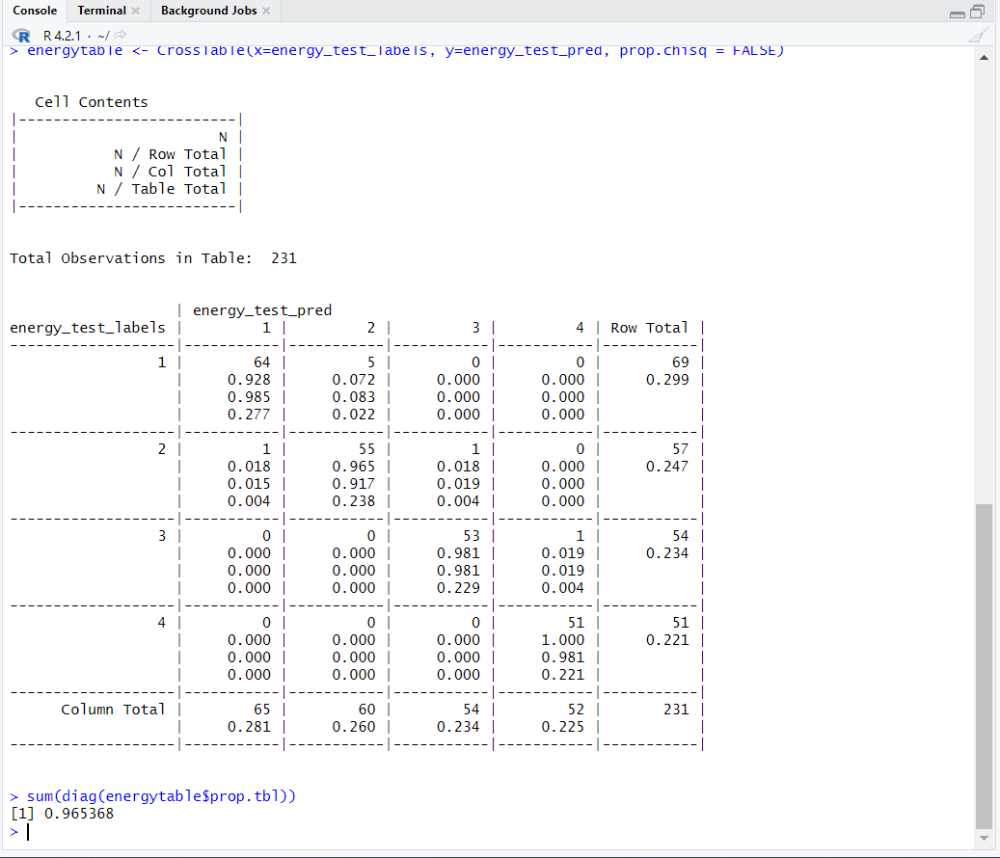 Console Terminal Background Jobs
R 4.2.1 · ~/
> energytable <- CrossTable(x=energy_test_labels, y=energy_test_pred, prop.chisq = FALSE)
   Cell Contents
|-------------------------|
|                       N |
|           N / Row Total |
|           N / Col Total |
|         N / Table Total |
|-------------------------|
Total Observations in Table:  231
                   | energy_test_pred
energy_test_labels |         1 |         2 |         3 |         4 | Row Total |
-------------------|-----------|-----------|-----------|-----------|-----------|
                 1 |        64 |         5 |         0 |         0 |        69 |
                   |     0.928 |     0.072 |     0.000 |     0.000 |     0.299 |
                   |     0.985 |     0.083 |     0.000 |     0.000 |           |
                   |     0.277 |     0.022 |     0.000 |     0.000 |           |
-------------------|-----------|-----------|-----------|-----------|-----------|
                 2 |         1 |        55 |         1 |         0 |        57 |
                   |     0.018 |     0.965 |     0.018 |     0.000 |     0.247 |
                   |     0.015 |     0.917 |     0.019 |     0.000 |           |
                   |     0.004 |     0.238 |     0.004 |     0.000 |           |
-------------------|-----------|-----------|-----------|-----------|-----------|
                 3 |         0 |         0 |        53 |         1 |        54 |
                   |     0.000 |     0.000 |     0.981 |     0.019 |     0.234 |
                   |     0.000 |     0.000 |     0.981 |     0.019 |           |
                   |     0.000 |     0.000 |     0.229 |     0.004 |           |
-------------------|-----------|-----------|-----------|-----------|-----------|
                 4 |         0 |         0 |         0 |        51 |        51 |
                   |     0.000 |     0.000 |     0.000 |     1.000 |     0.221 |
                   |     0.000 |     0.000 |     0.000 |     0.981 |           |
                   |     0.000 |     0.000 |     0.000 |     0.221 |           |
-------------------|-----------|-----------|-----------|-----------|-----------|
      Column Total |        65 |        60 |        54 |        52 |       231 |
                   |     0.281 |     0.260 |     0.234 |     0.225 |           |
-------------------|-----------|-----------|-----------|-----------|-----------|
> sum(diag(energytable$prop.tbl))
[1] 0.965368
>